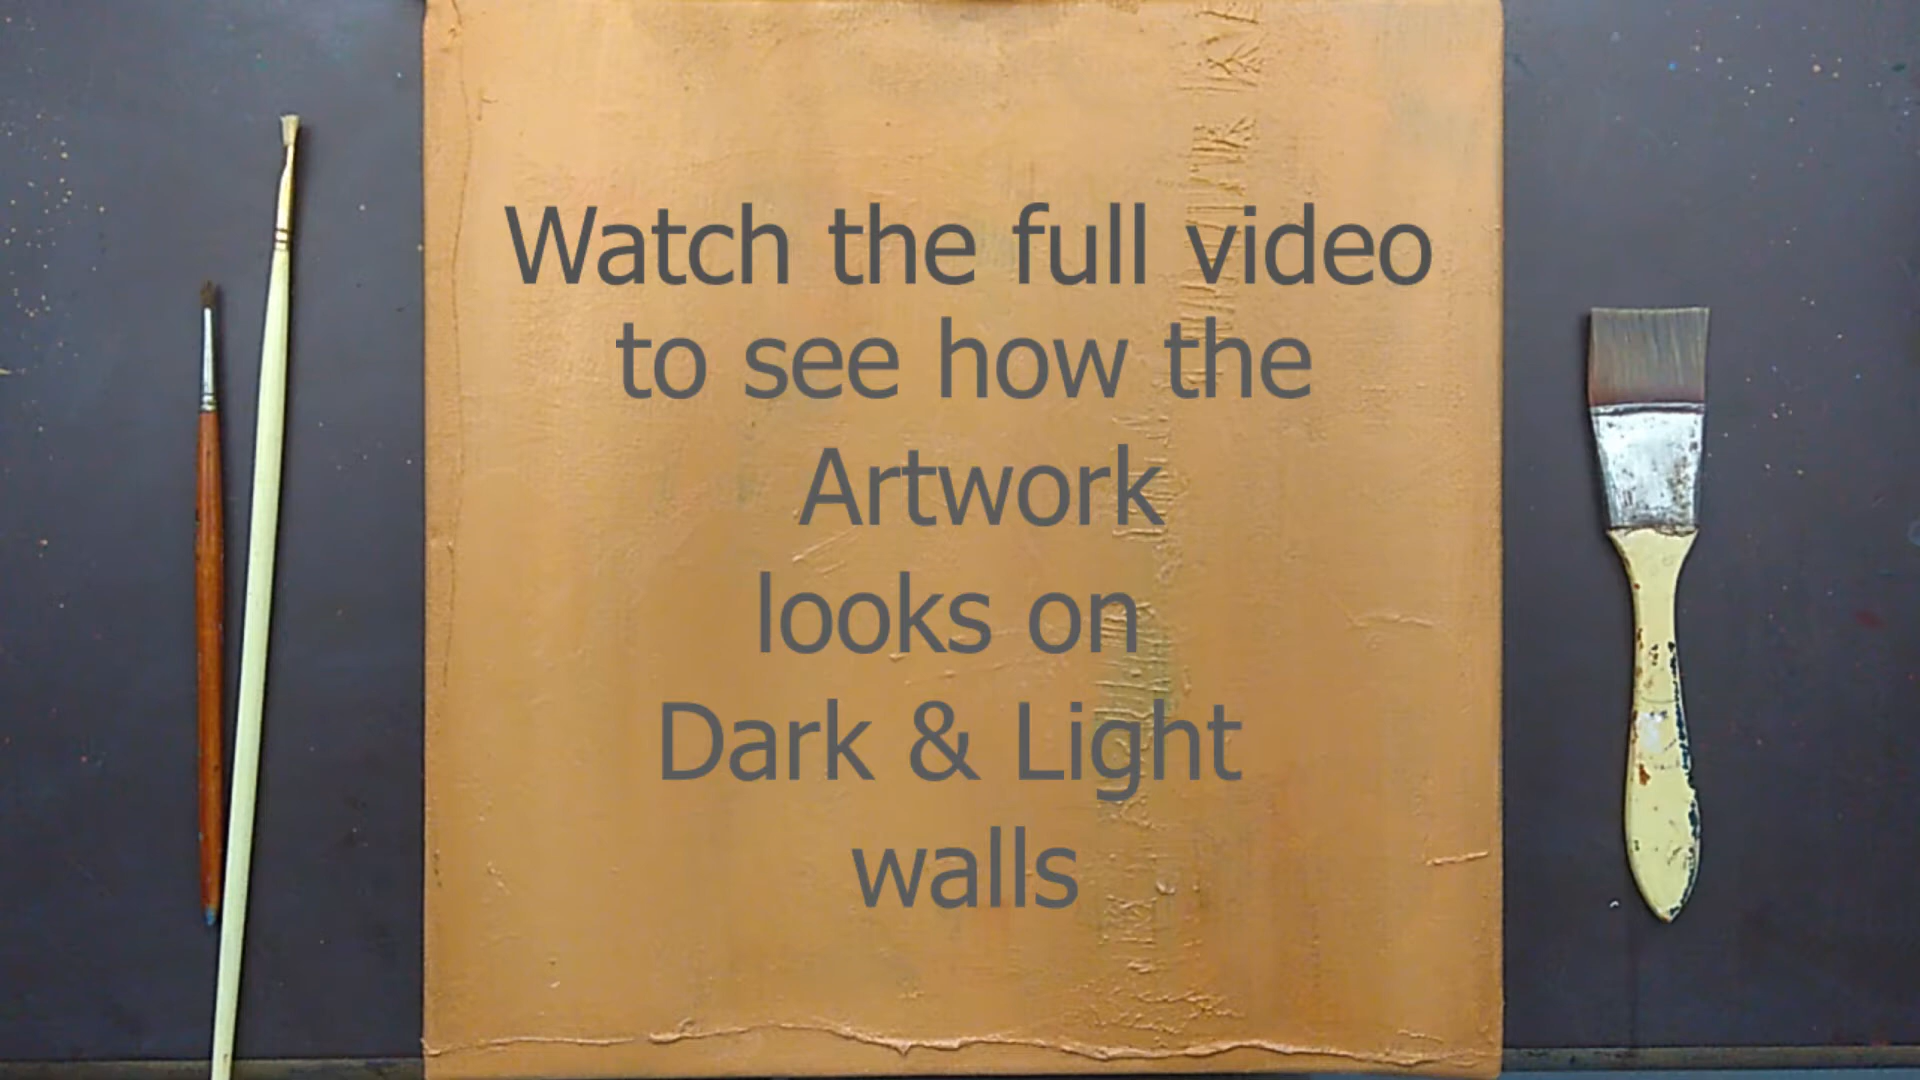 Watch the full video
to see how the
Artwork
looks on
Dark & Light
walls